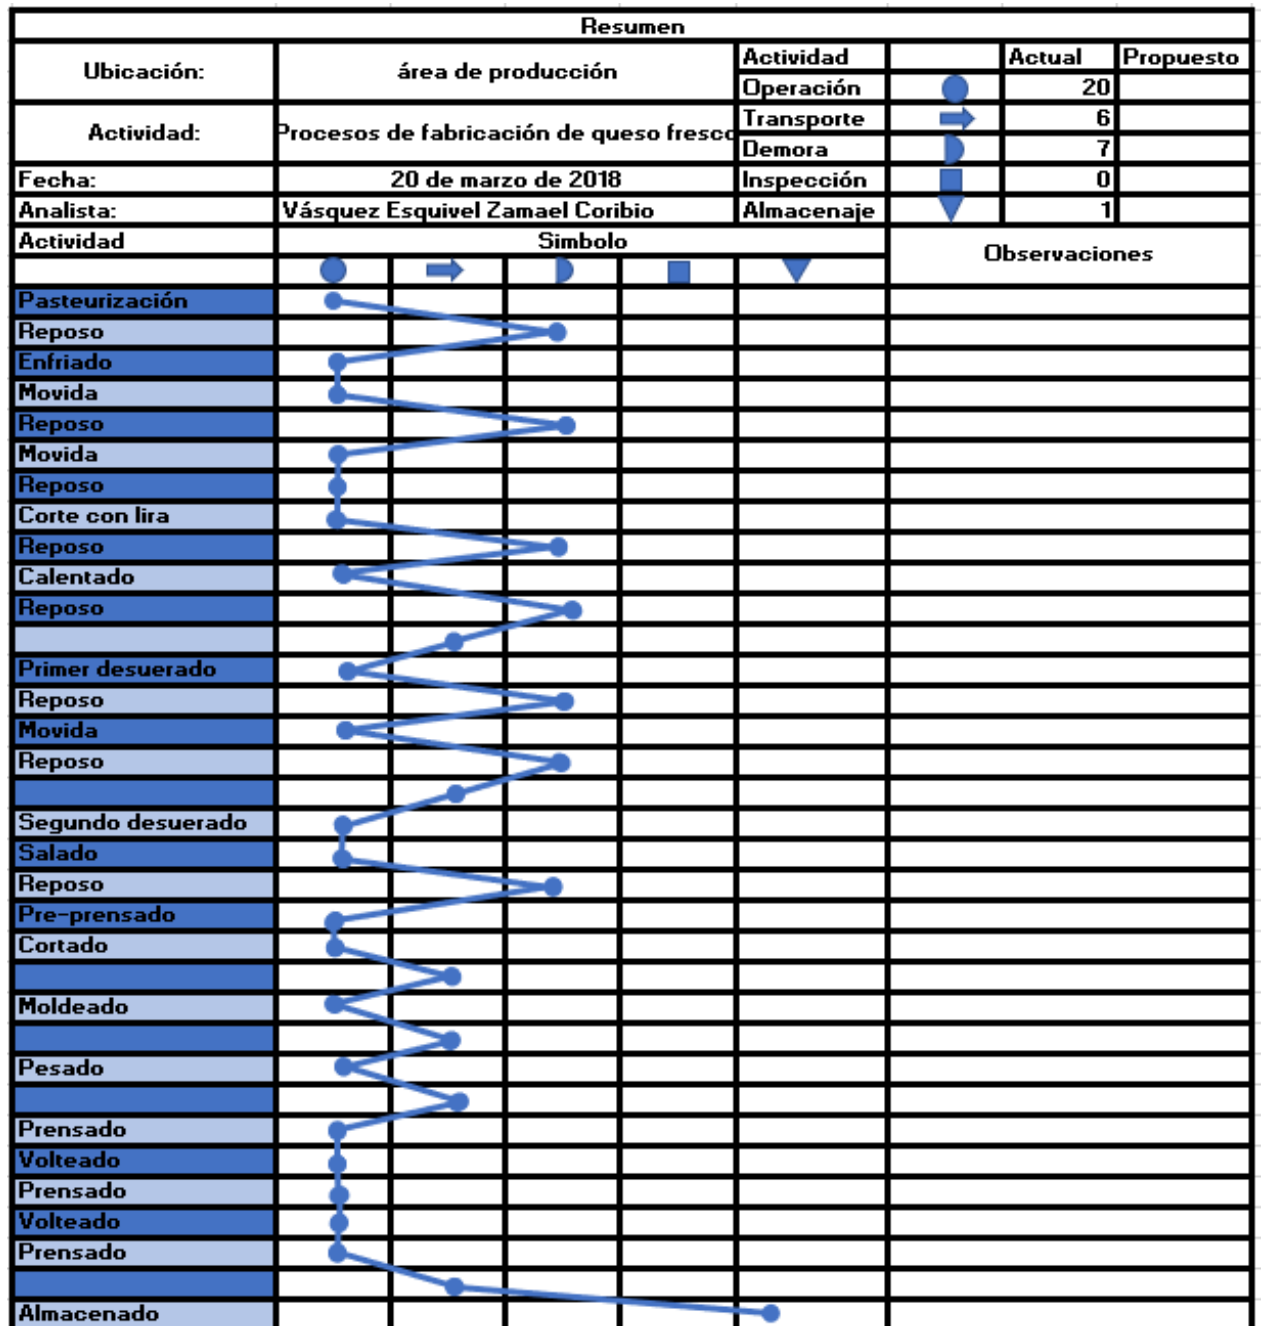 Resumen
Ubicación: área de producción Actividad Actual Propuesto
Operación 20
Actividad: Procesos de fabricación de queso fresco Transporte 6
Demora 7
Fecha: 20 de marzo de 2018 Inspección 0
Analista: Vásquez Esquivel Zamael Coribio Almacenaje 1
Actividad Simbolo Observaciones
Pasteurización
Reposo
Enfriado
Movida
Reposo
Movida
Reposo
Corte con lira
Reposo
Calentado
Reposo
Primer desuerado
Reposo
Movida
Reposo
Segundo desuerado
Salado
Reposo
Pre-prensado
Cortado
Moldeado
Pesado
Prensado
Volteado
Prensado
Volteado
Prensado
Almacenado